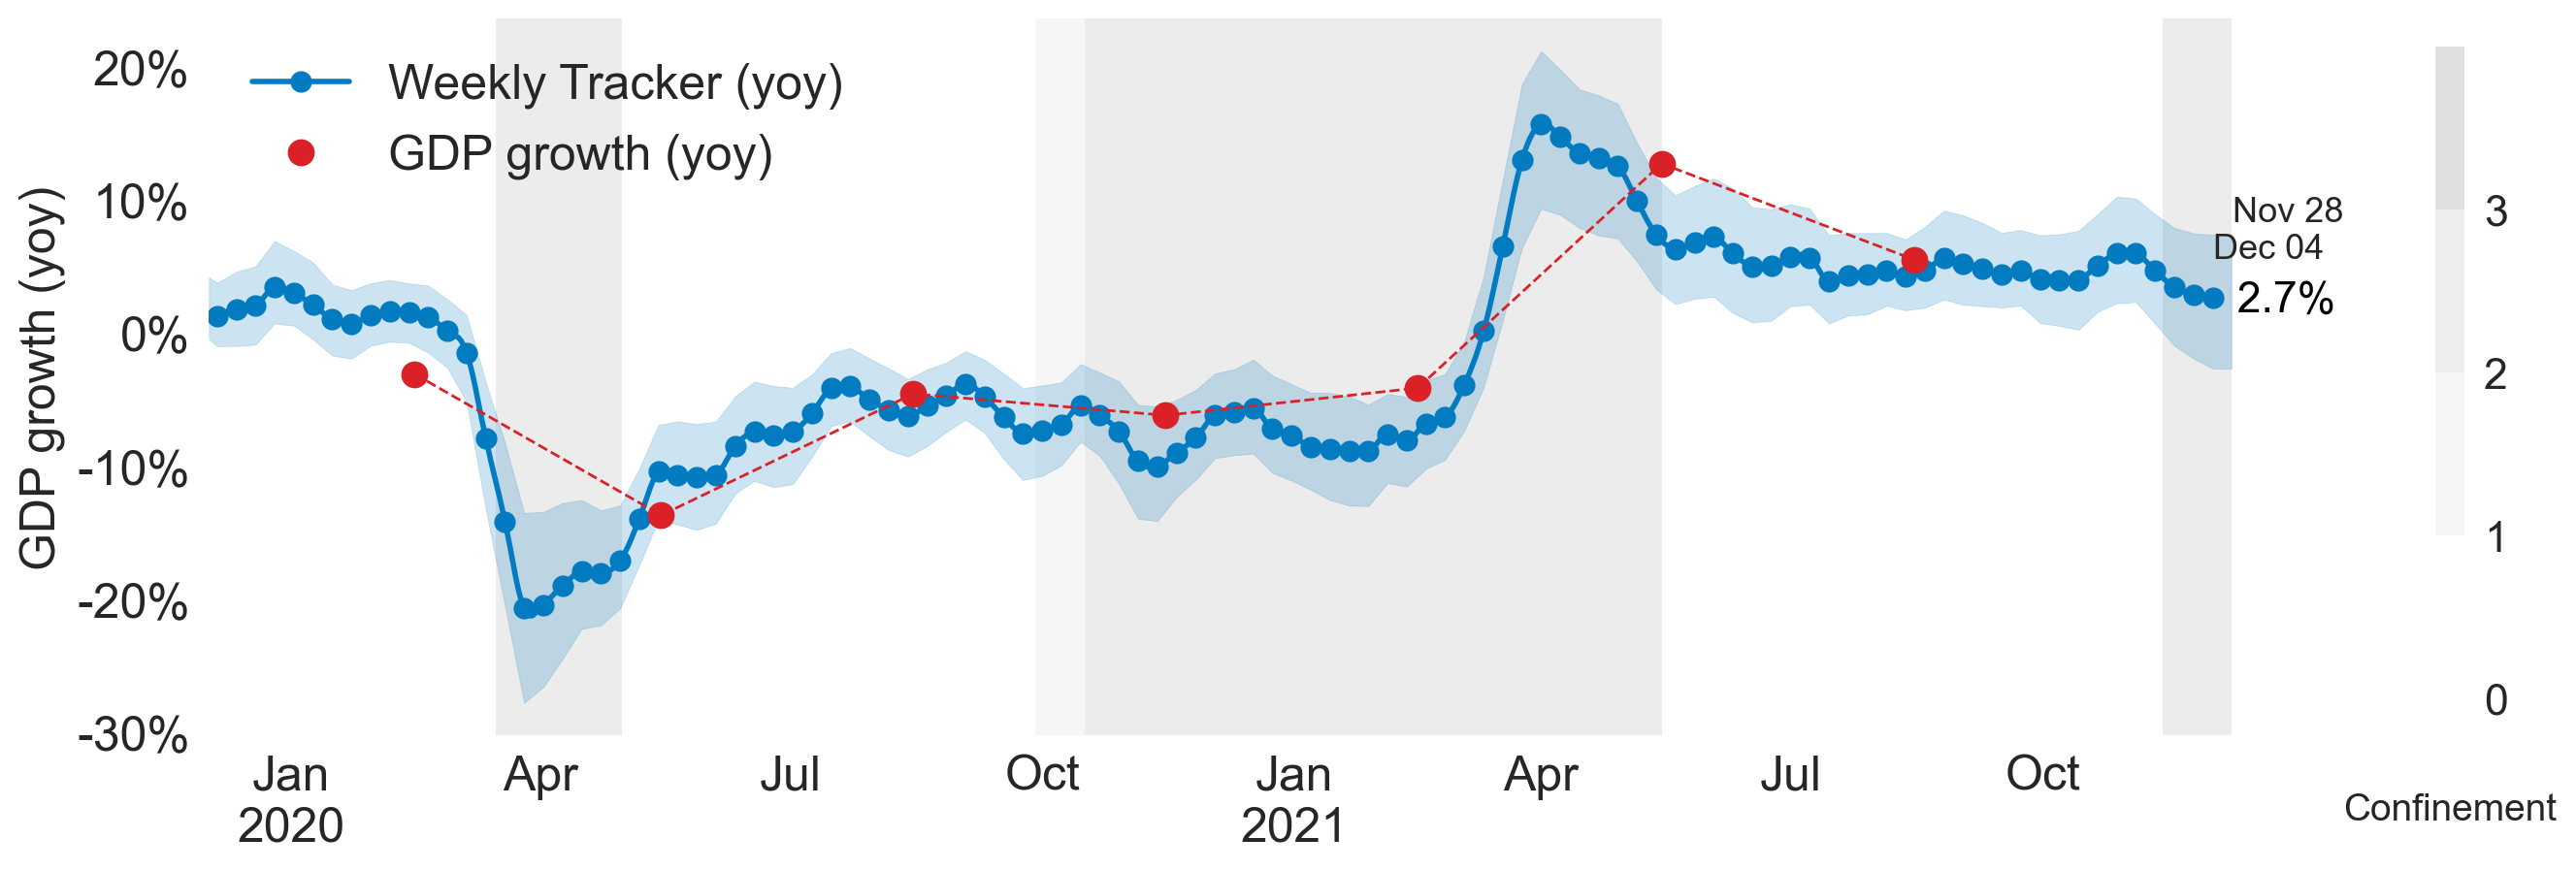 Weekly Tracker (yoy)
GDP growth (yoy)
GDP growth (yoy)
20%
10%
0%
-10%
-20%
-30%
Jan
2020
Apr
Jul
Oct
Jan
2021
Apr
Jul
Oct
Nov 28
Dec 04
2.7%
3
2
1
0
Confinement